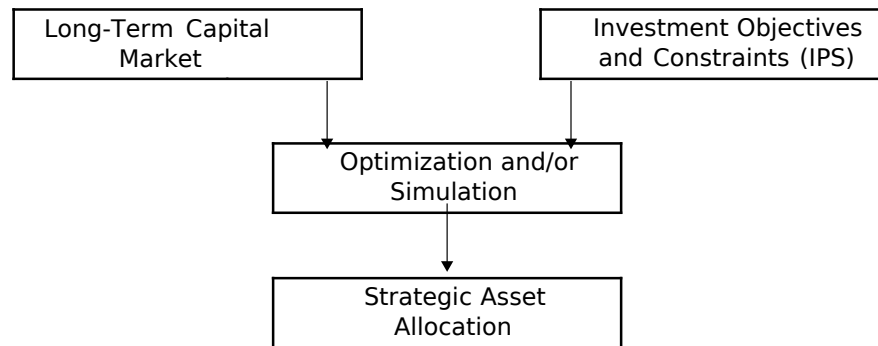 Long-Term Capital
Market
Investment Objectives
and Constraints (IPS)
Optimization and/or
Simulation
Strategic Asset
Allocation